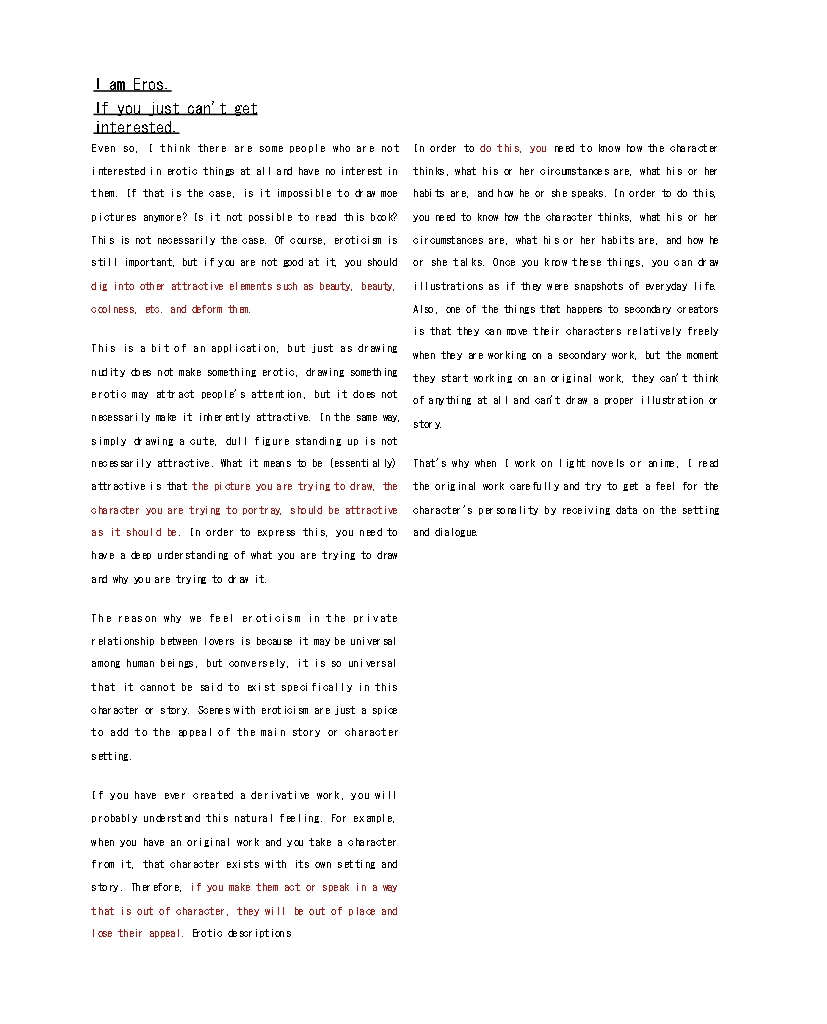 I am Eros.
If you just can't get
interested.
Even so, I think there are some people who are not
interested in erotic things at all and have no interest in
them. If that is the case, is it impossible to draw moe
pictures anymore? Is it not possible to read this book?
This is not necessarily the case. Of course, eroticism is
still important, but if you are not good at it, you should
dig into other attractive elements such as beauty, beauty,
coolness, etc. and deform them.
This is a bit of an application, but just as drawing
nudity does not make something erotic, drawing something
erotic may attract people's attention, but it does not
necessarily make it inherently attractive. In the same way,
simply drawing a cute, dull figure standing up is not
necessarily attractive. What it means to be (essentially)
attractive is that the picture you are trying to draw, the
character you are trying to portray, should be attractive
as it should be. In order to express this, you need to
have a deep understanding of what you are trying to draw
and why you are trying to draw it.
The reason why we feel eroticism in the private
relationship between lovers is because it may be universal
among human beings, but conversely, it is so universal
that it cannot be said to exist specifically in this
character or story. Scenes with eroticism are just a spice
to add to the appeal of the main story or character
setting.
If you have ever created a derivative work, you will
probably understand this natural feeling. For example,
when you have an original work and you take a character
from it, that character exists with its own setting and
story. Therefore, if you make them act or speak in a way
that is out of character, they will be out of place and
lose their appeal. Erotic descriptions
In order to do this, you need to know how the character
thinks, what his or her circumstances are, what his or her
habits are, and how he or she speaks. In order to do this,
you need to know how the character thinks, what his or her
circumstances are, what his or her habits are, and how he
or she talks. Once you know these things, you can draw
illustrations as if they were snapshots of everyday life.
Also, one of the things that happens to secondary creators
is that they can move their characters relatively freely
when they are working on a secondary work, but the moment
they start working on an original work, they can't think
of anything at all and can't draw a proper illustration or
story.
That's why when I work on light novels or anime, I read
the original work carefully and try to get a feel for the
character's personality by receiving data on the setting
and dialogue.